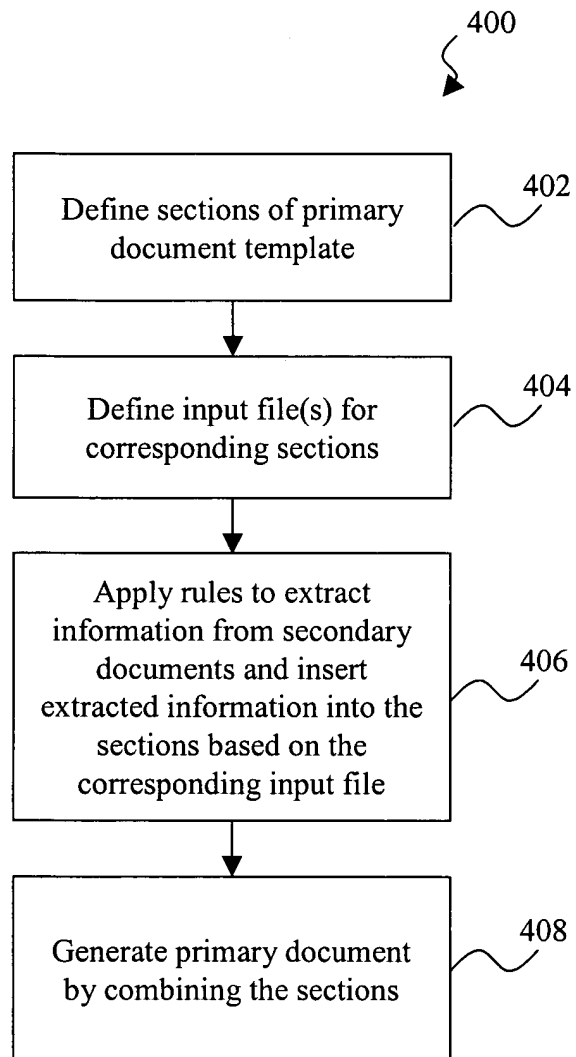 400
Define sections of primary
document template
402
Define input file(s) for
corresponding sections
404
Apply rules to extract
information from secondary
documents and insert
extracted information into the
sections based on the
corresponding input file
406
Generate primary document
by combining the sections
408